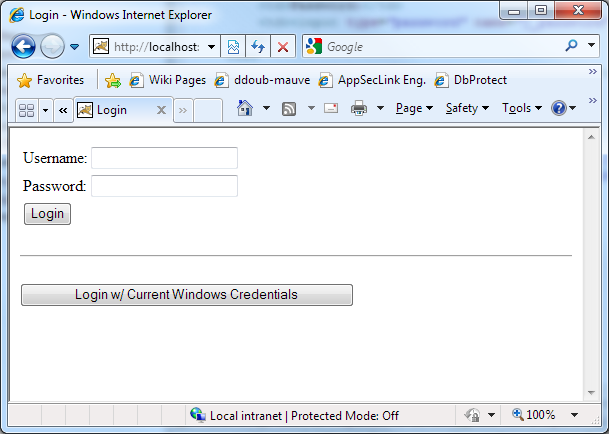 Login - Windows Internet Explorer
http://localhost:
Google
Favorites Wiki Pages ddoub-mauve AppSecLink Eng. DbProtect »
« Login » Page Safety Tools »
Username:
Password:
Login
Login w/ Current Windows Credentials
Local intranet | Protected Mode: Off 100%